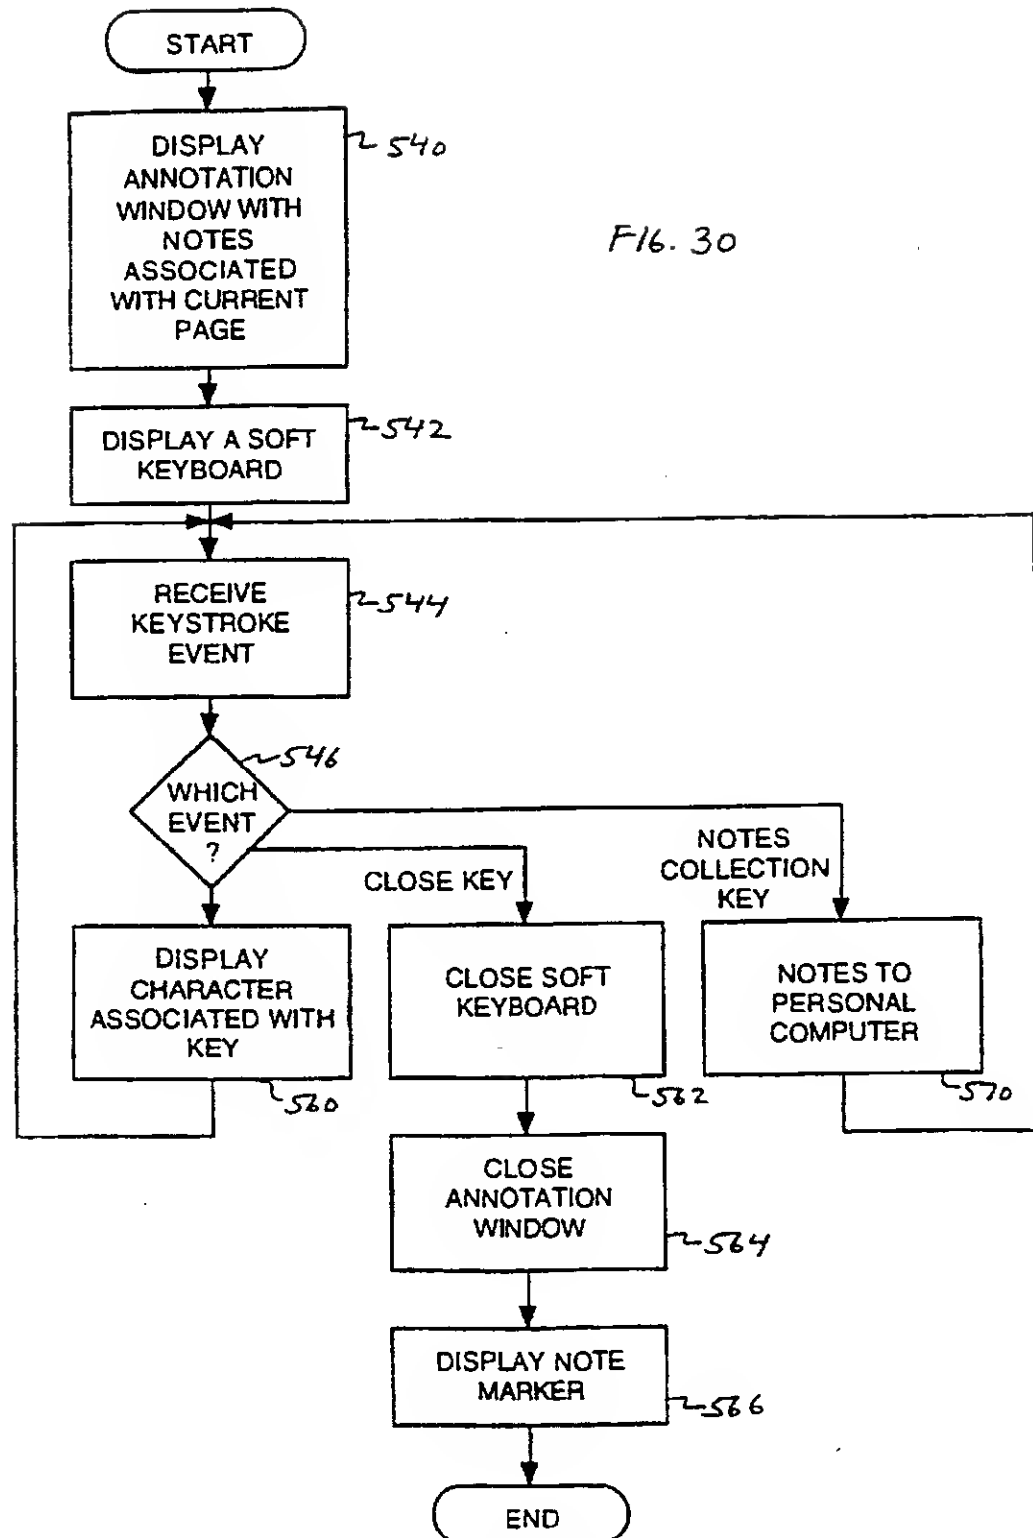 START
DISPLAY
ANNOTATION
WINDOW WITH
NOTES
ASSOCIATED
WITH CURRENT
PAGE
540
FIG. 30
DISPLAY A SOFT
KEYBOARD
542
RECEIVE
KEYSTROKE
EVENT
544
WHICH
EVENT
?
546
CLOSE KEY
NOTES
COLLECTION
KEY
DISPLAY
CHARACTER
ASSOCIATED WITH
KEY
560
CLOSE SOFT
KEYBOARD
562
NOTES TO
PERSONAL
COMPUTER
570
CLOSE
ANNOTATION
WINDOW
564
DISPLAY NOTE
MARKER
566
END